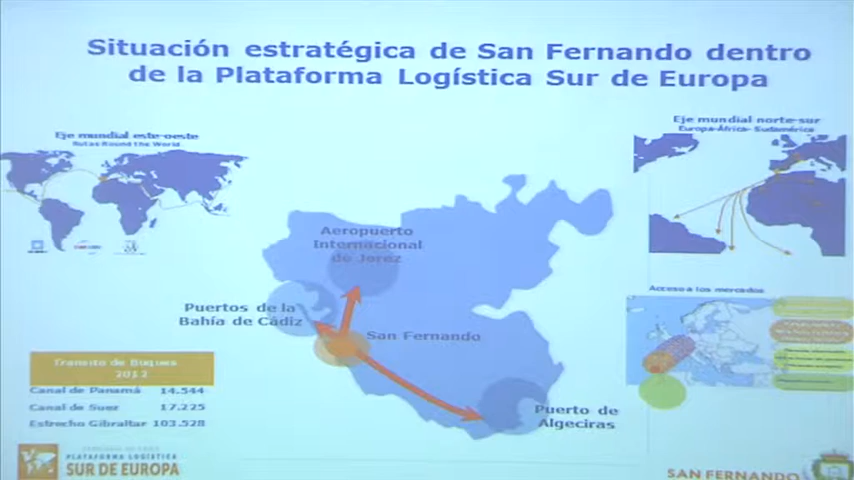 Situación estratégica de San Fernando dentro
de la Plataforma Logística Sur de Europa
Eje mundial este-oeste
Rutas Round the World
Eje mundial norte-sur
Europa-África- Sudamérica
Aeropuerto
Internacional
de Jerez
Puertos de la
Bahía de Cádiz
San Fernando
Puerto de
Algeciras
Acceso a los mercados
Transito de Buques
Canal de Panamá 14.544
Canal de Suez 17.225
Estrecho Gibraltar 103.528
PLATAFORMA LOGÍSTICA
SUR DE EUROPA
SAN FERNANDO